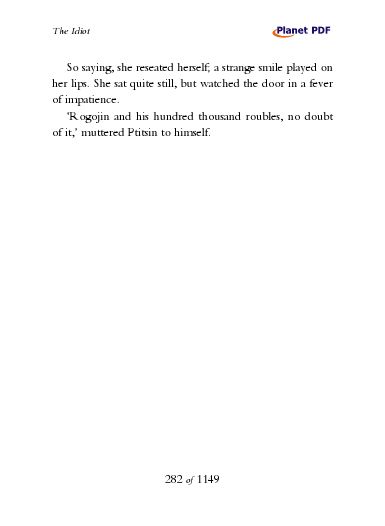 The Idiot
Planet PDF
So saying, she reseated herself; a strange smile played on
her lips. She sat quite still, but watched the door in a fever
of impatience.
‘Rogojin and his hundred thousand roubles, no doubt
of it,’ muttered Ptitsin to himself.
282 of 1149